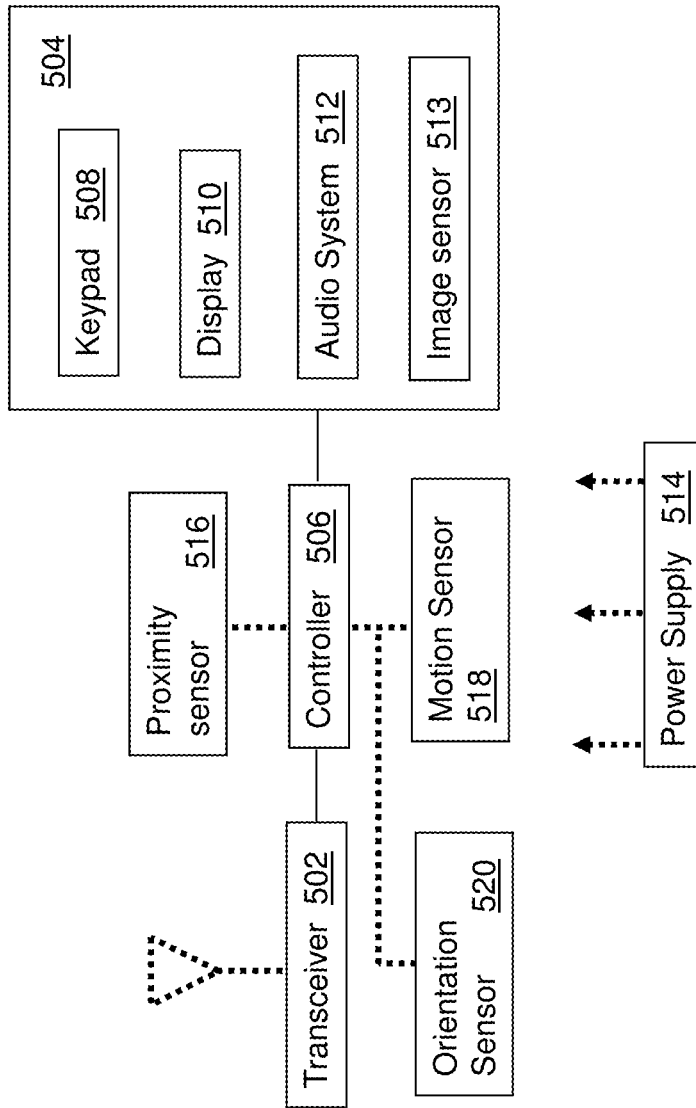 504
Keypad 508
Display 510
Audio System 512
Image sensor 513
Proximity
sensor 516
Transceiver 502
Controller 506
Orientation
Sensor 520
Motion Sensor
518
Power Supply 514